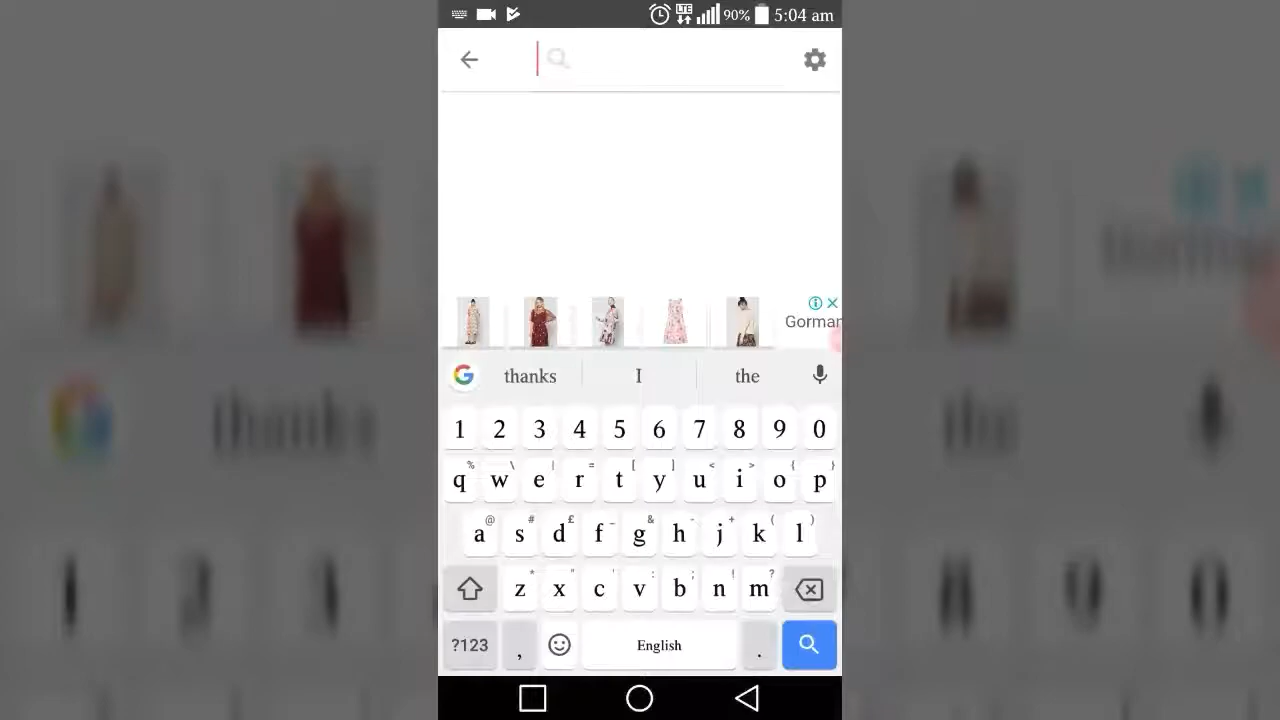 LTE 90% 5:04 am
Gorman
thanks I the
1 2 3 4 5 6 7 8 9 0
q w e r t y u i o p
a s d f g h j k l
z x c v b n m
?123 , English .